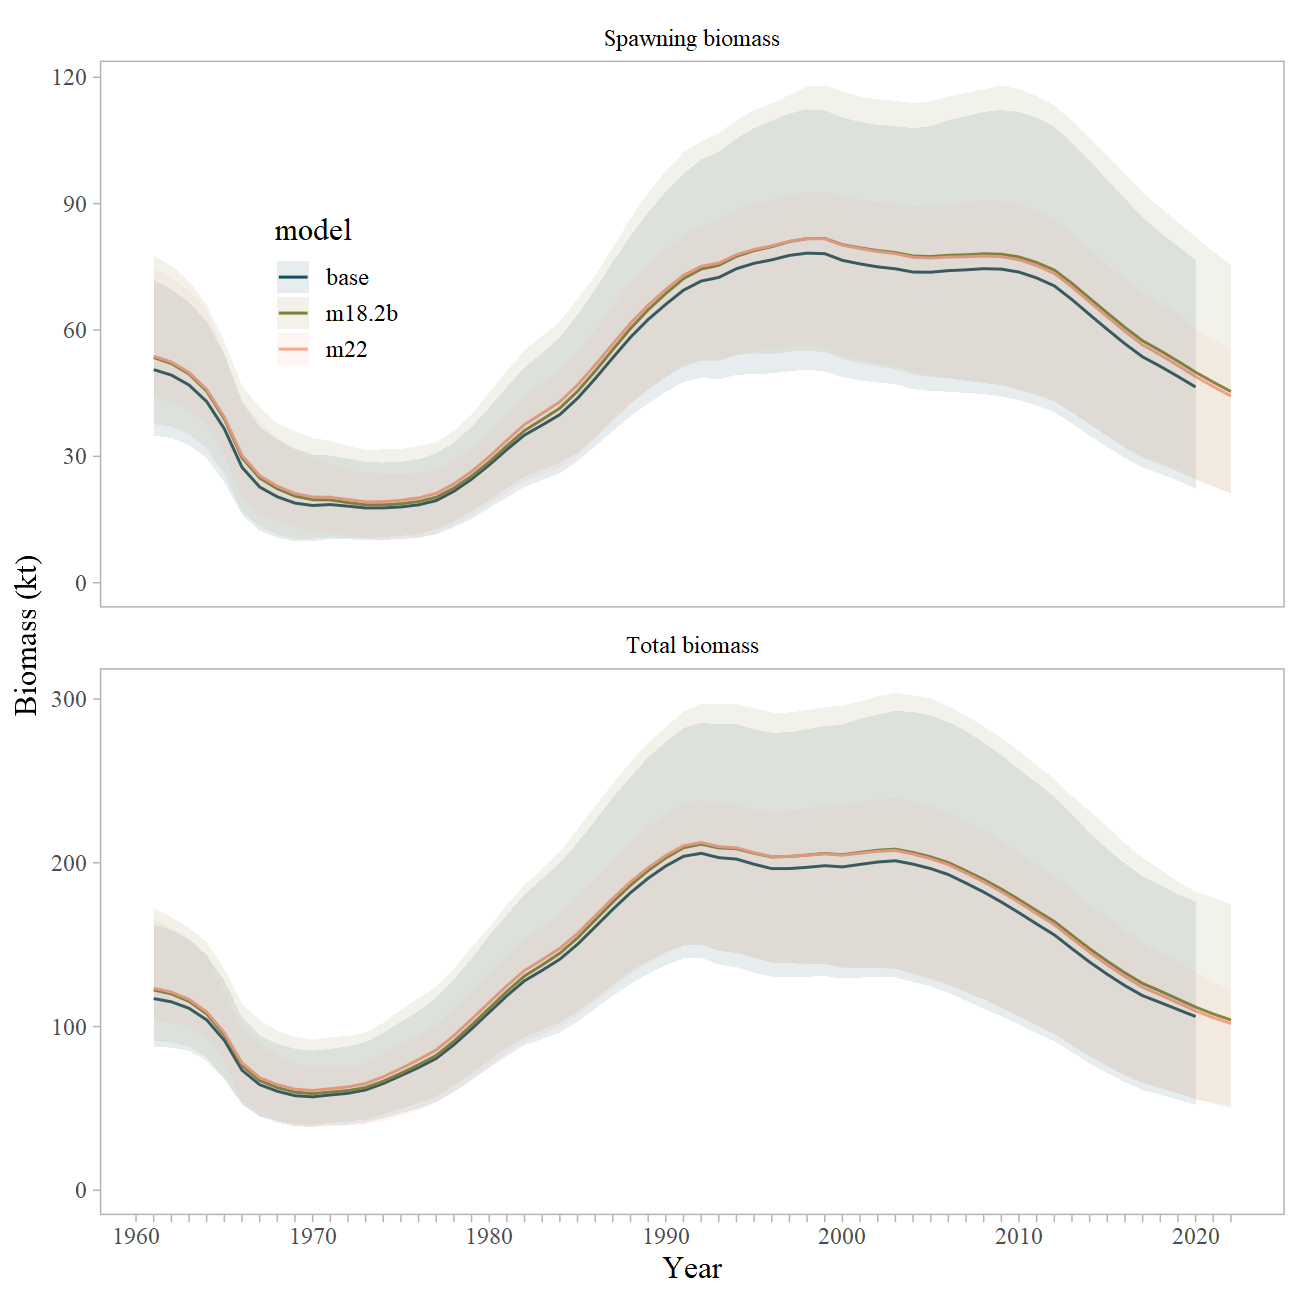 Spawning biomass
120
90
60
30
0
model
base
m18.2b
m22
Biomass (kt)
Total biomass
300
200
100
0
1960 1970 1980 1990 2000 2010 2020
Year